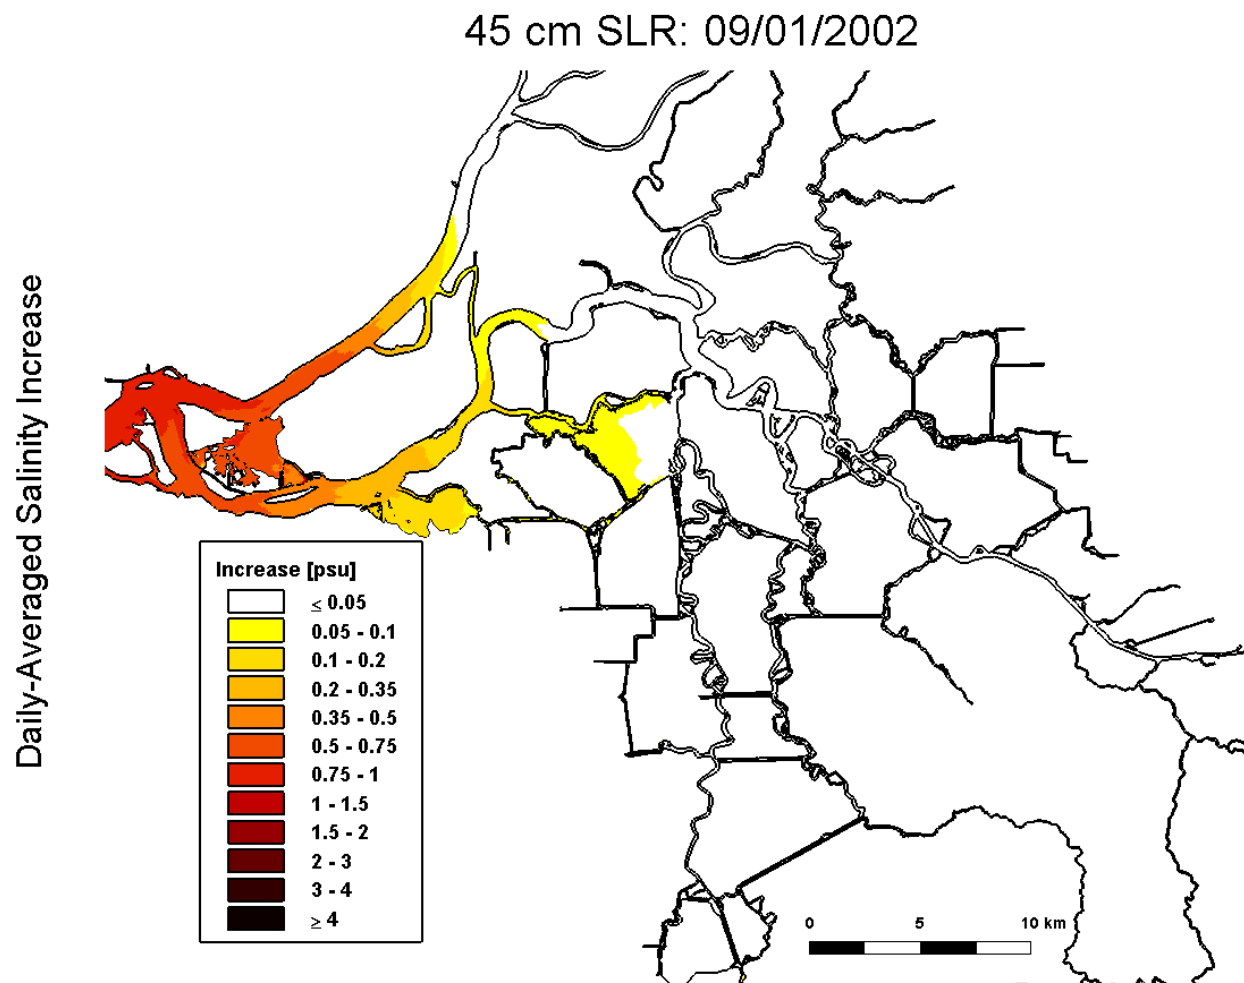 45 cm SLR: 09/01/2002
Daily-Averaged Salinity Increase
Increase [psu]
≤ 0.05
0.05 - 0.1
0.1 - 0.2
0.2 - 0.35
0.35 - 0.5
0.5 - 0.75
0.75 - 1
1 - 1.5
1.5 - 2
2 - 3
3 - 4
≥ 4
0 5 10 km